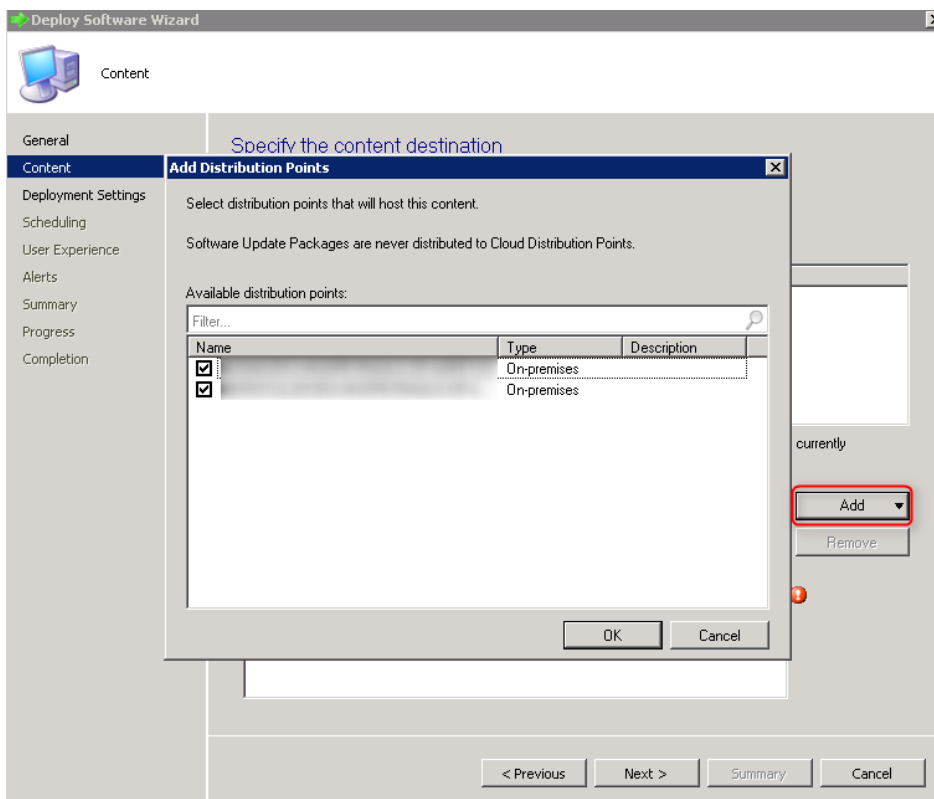 Deploy Software Wizard
Content
General
Content
Deployment Settings
Scheduling
User Experience
Alerts
Summary
Progress
Completion
Specify the content destination
Add Distribution Points
Select distribution points that will host this content.
Software Update Packages are never distributed to Cloud Distribution Points.
Available distribution points:
Filter...
Name Type Description
On-premises
On-premises
OK Cancel
currently
Add
Remove
< Previous Next > Summary Cancel